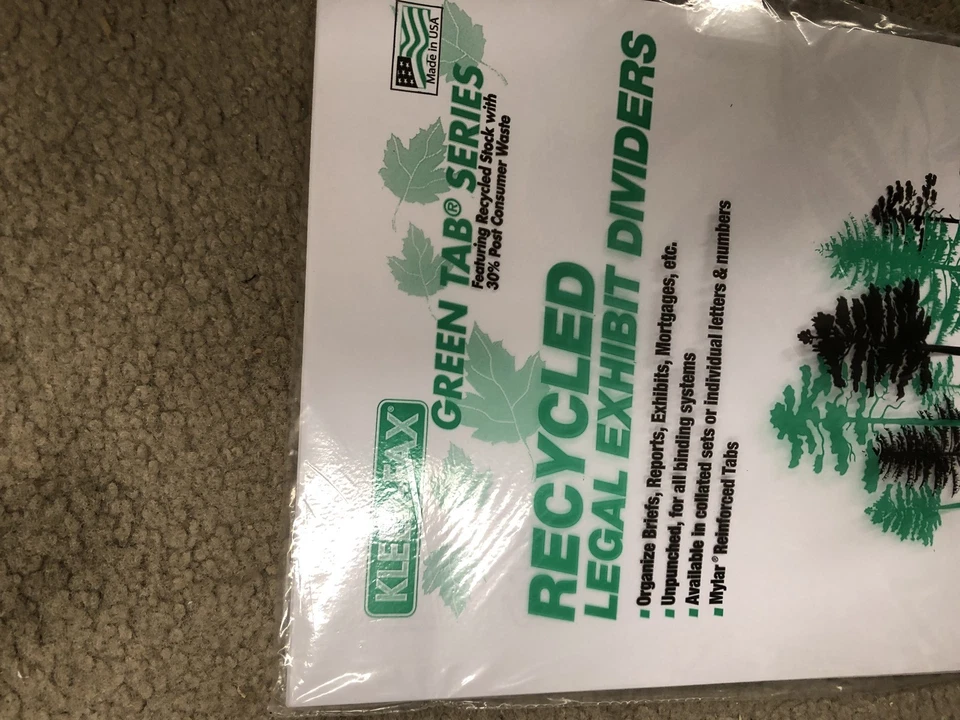 Made in USA
GREEN TAB® SERIES
Featuring Recycled Stock with
30% Post Consumer Waste
RECYCLED
LEGAL EXHIBIT DIVIDERS
▪ Organize Briefs, Reports, Exhibits, Mortgages, etc.
▪ Unpunched, for all binding systems
▪ Available in collated sets or individual letters & numbers
▪ Mylar® Reinforced Tabs